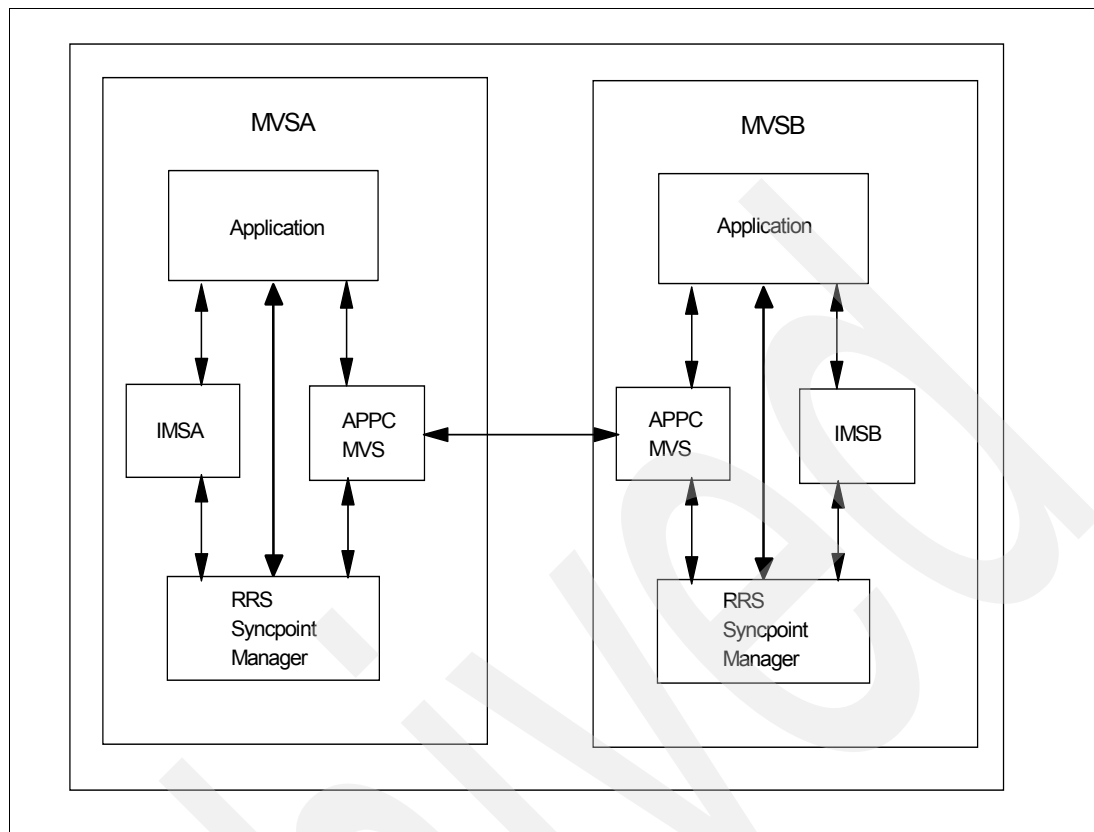 MVSA
Application
IMSA
APPC
MVS
RRS
Syncpoint
Manager
MVSB
Application
APPC
MVS
IMSB
RRS
Syncpoint
Manager